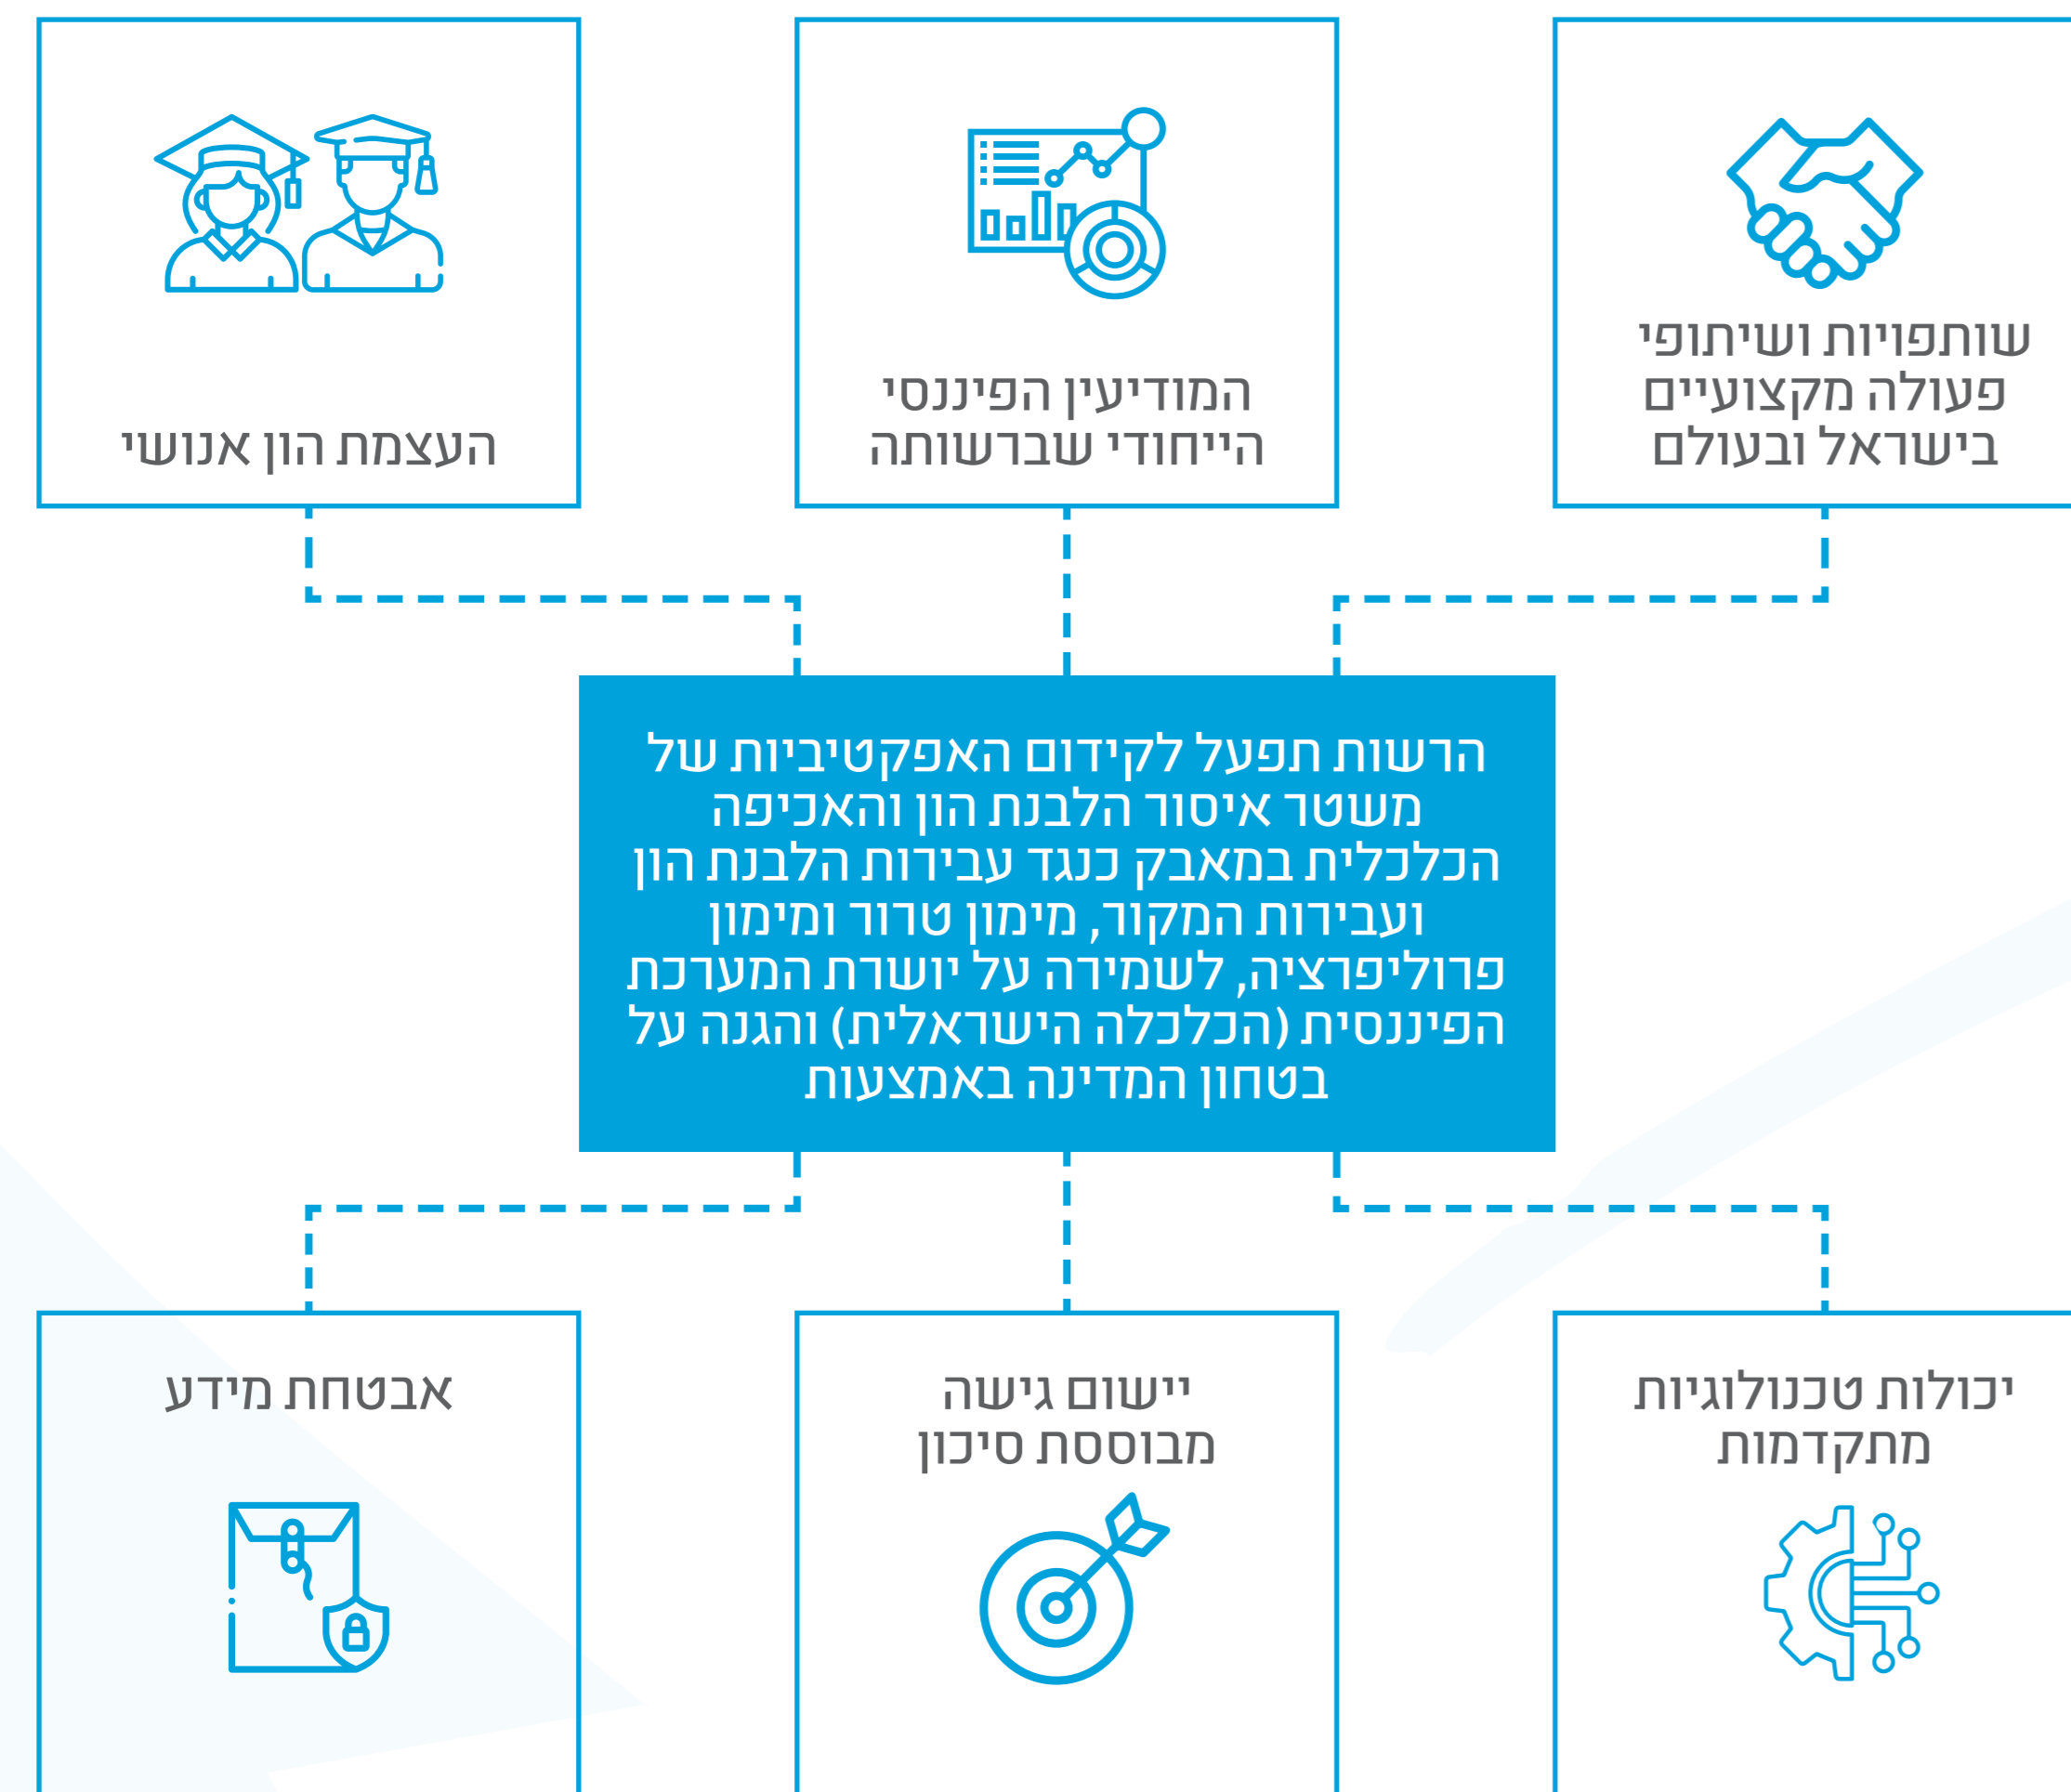 שותפויות ושיתופי
פעולה מקצועיים
בישראל ובעולם
המודיעין הפיננסי
הייחודי שברשותה
העצמת הון אנושי
הרשות תפעל לקידום האפקטיביות של
משטר איסור הלבנת הון והאכיפה
הכלכלית במאבק כנגד עבירות הלבנת הון
ועבירות המקור, מימון טרור ומימון
פרוליפרציה, לשמירה על יושרת המערכת
הפיננסית (הכלכלה הישראלית) והגנה על
בטחון המדינה באמצעות
יכולות טכנולוגיות
מתקדמות
יישום גישה
מבוססת סיכון
אבטחת מידע